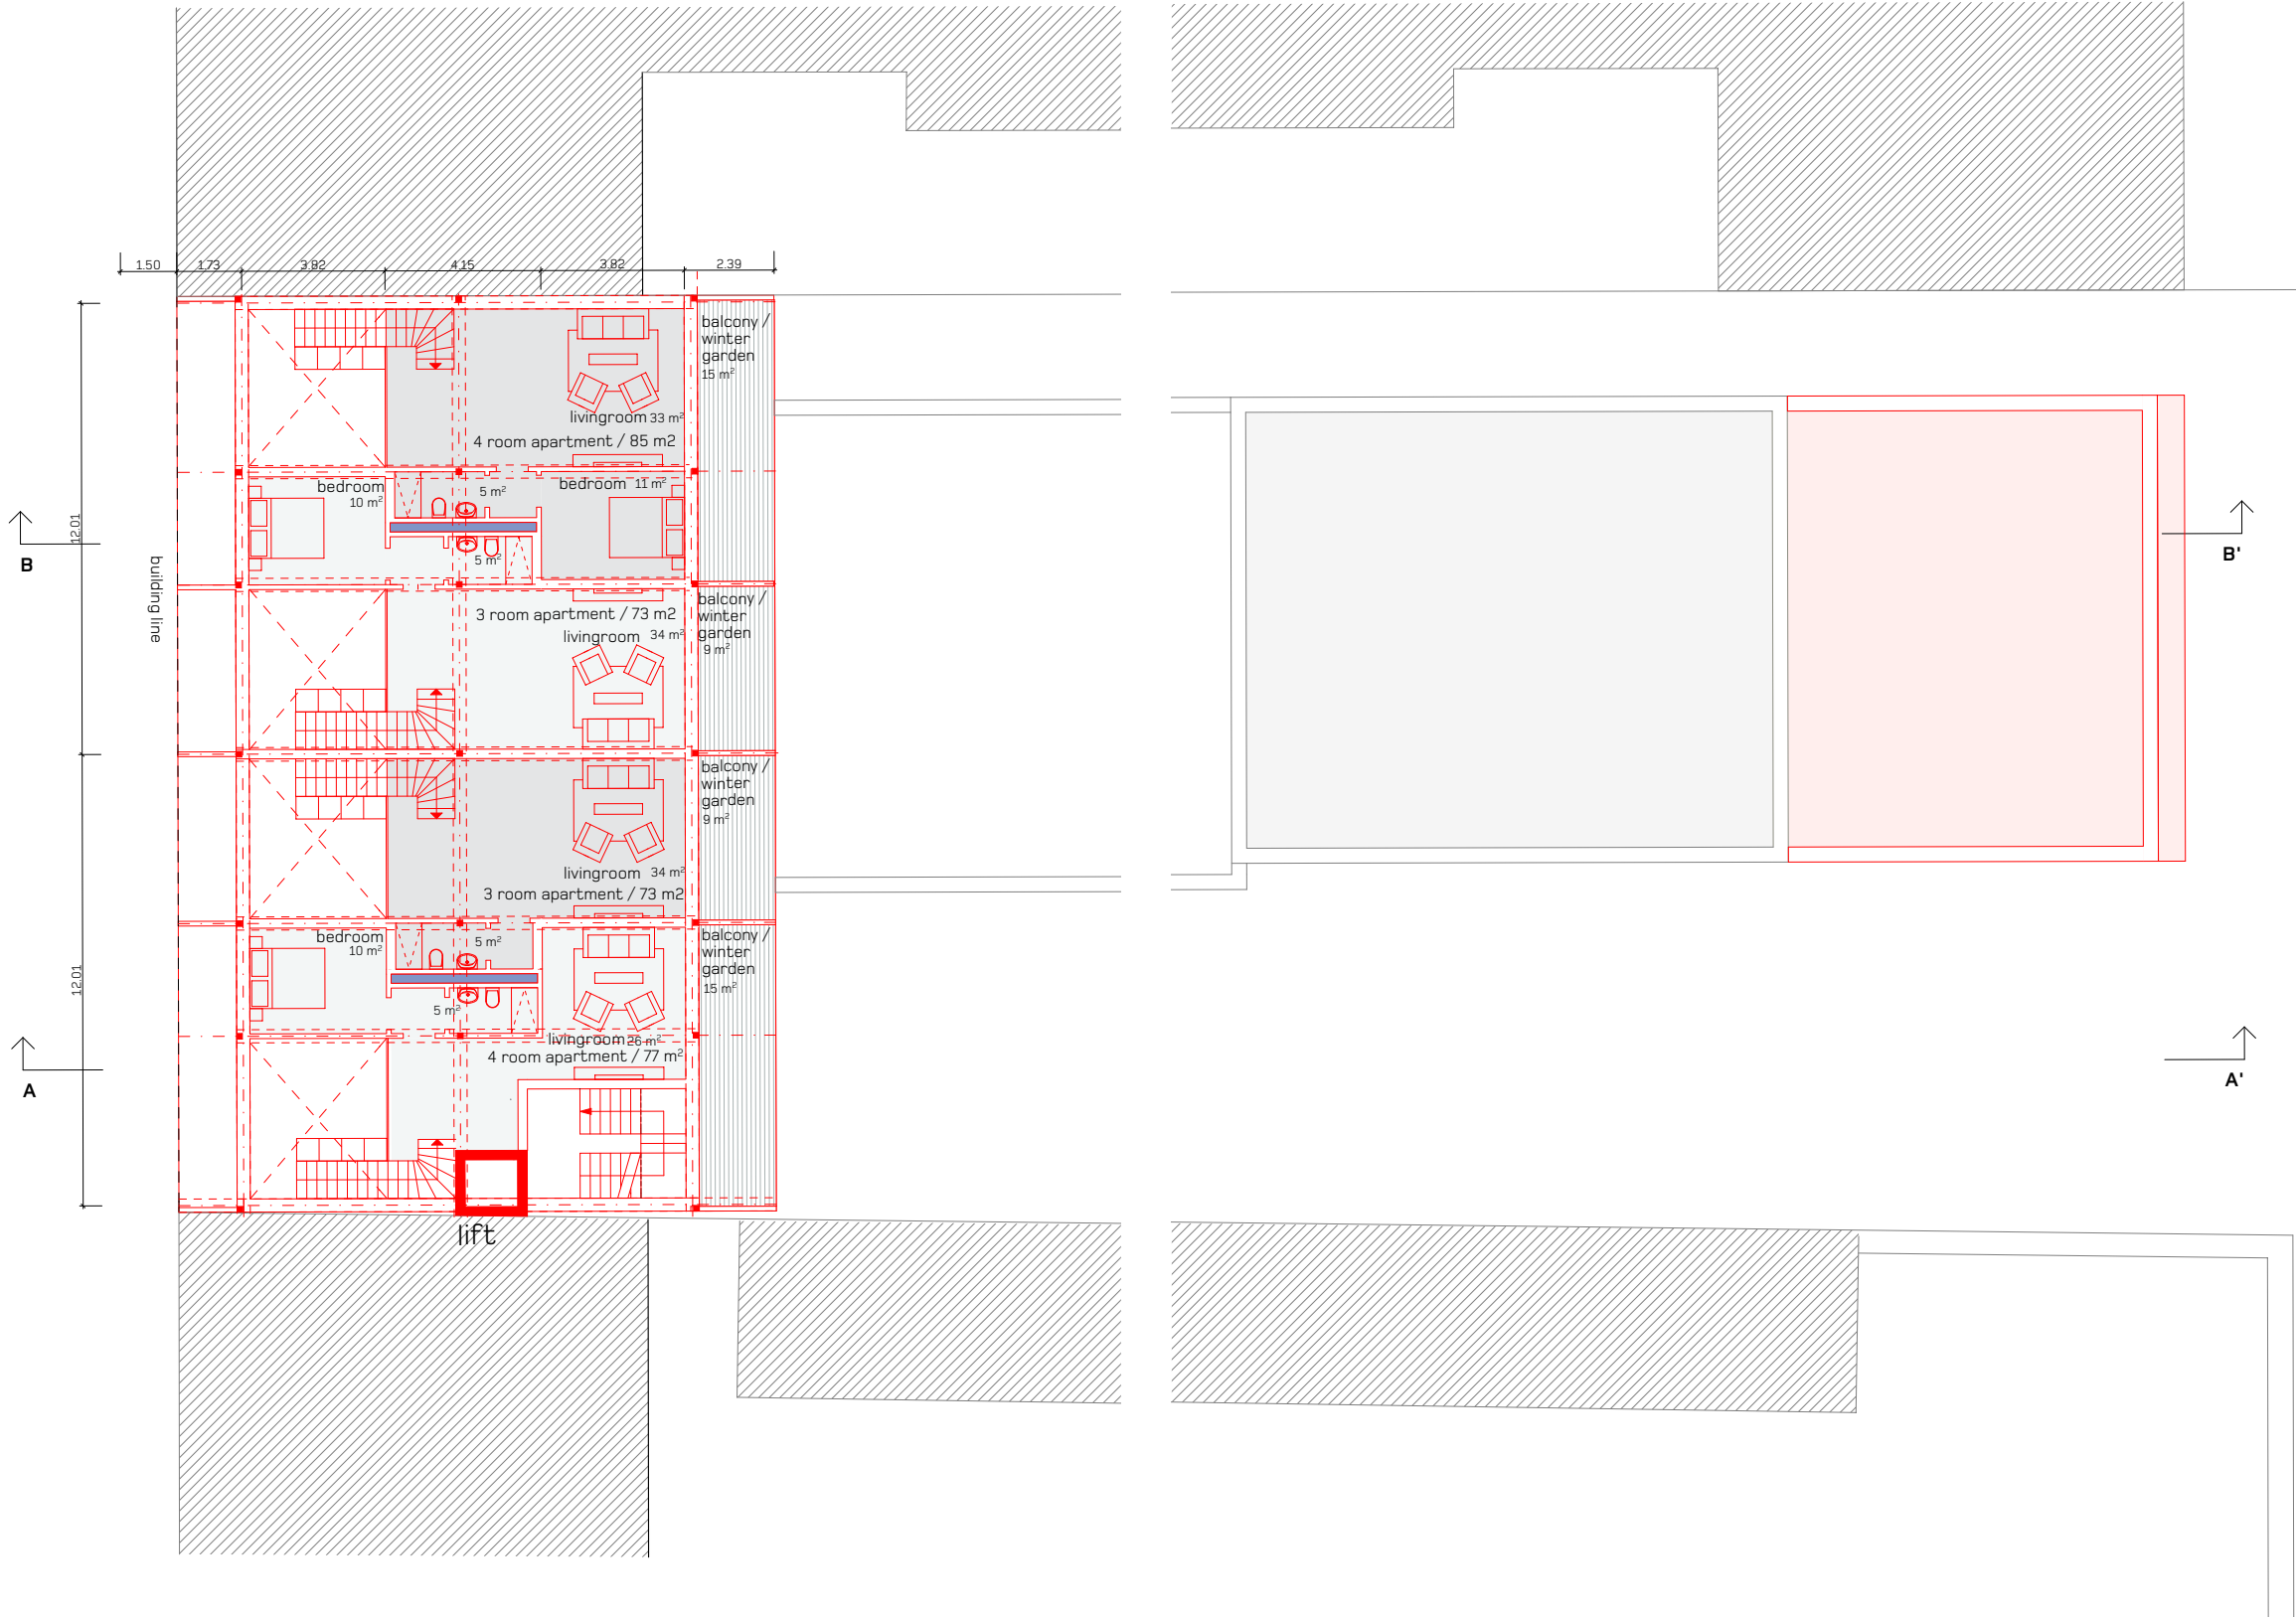 1.50 1.73 3.82 4.15 3.82 2.39
balcony /
winter
garden
15 m²
livingroom 33 m²
4 room apartment / 85 m2
bedroom
10 m²
5 m²
bedroom 11 m²
12.01
B
B'
5 m²
building line
balcony /
winter
garden
9 m²
3 room apartment / 73 m2
livingroom 34 m²
balcony /
winter
garden
9 m²
livingroom 34 m²
3 room apartment / 73 m2
bedroom
10 m²
5 m²
balcony /
winter
garden
15 m²
12.01
5 m²
livingroom 26 m²
4 room apartment / 77 m²
A
A'
lift